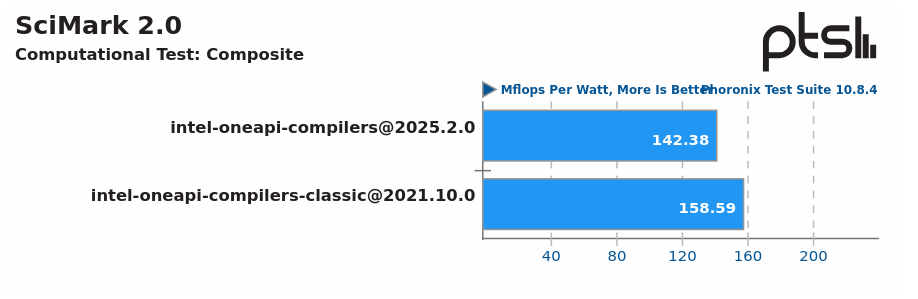 SciMark 2.0
Computational Test: Composite
ptsl
Mflops Per Watt, More Is Better
Phoronix Test Suite 10.8.4
intel-oneapi-compilers@2025.2.0
142.38
intel-oneapi-compilers-classic@2021.10.0
158.59
40 80 120 160 200